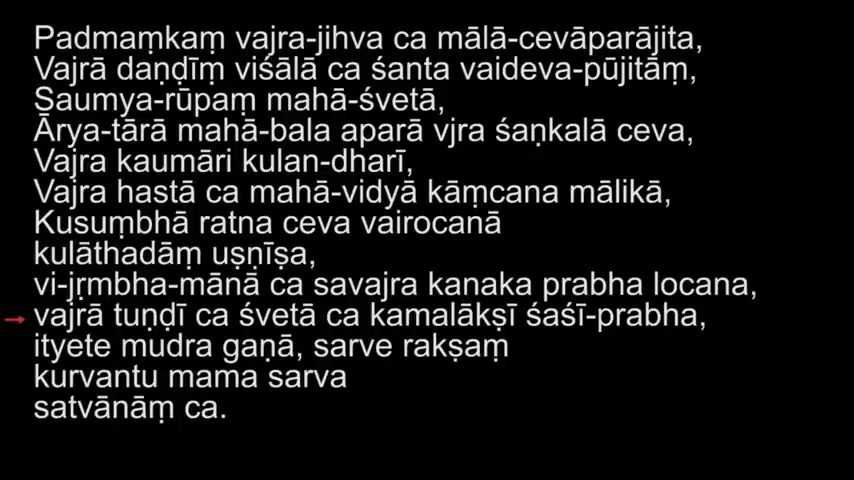 Padmaṃkaṃ vajra-jihva ca mālā-cevāparājita,
Vajrā daṇḍīṃ viśālā ca śanta vaideva-pūjitāṃ,
Saumya-rūpaṃ mahā-śvetā,
Ārya-tārā mahā-bala aparā vjra śaṇkalā ceva,
Vajra kaumāri kulan-dharī,
Vajra hastā ca mahā-vidyā kāṃcana mālikā,
Kusuṃbhā ratna ceva vairocanā
kulāthadāṃ uṣṇīṣa,
vi-jṛmbha-mānā ca savajra kanaka prabha locana,
vajrā tuṇḍī ca śvetā ca kamalākṣī śaśī-prabha,
ityete mudra gaṇā, sarve rakṣaṃ
kurvantu mama sarva
satvānāṃ ca.